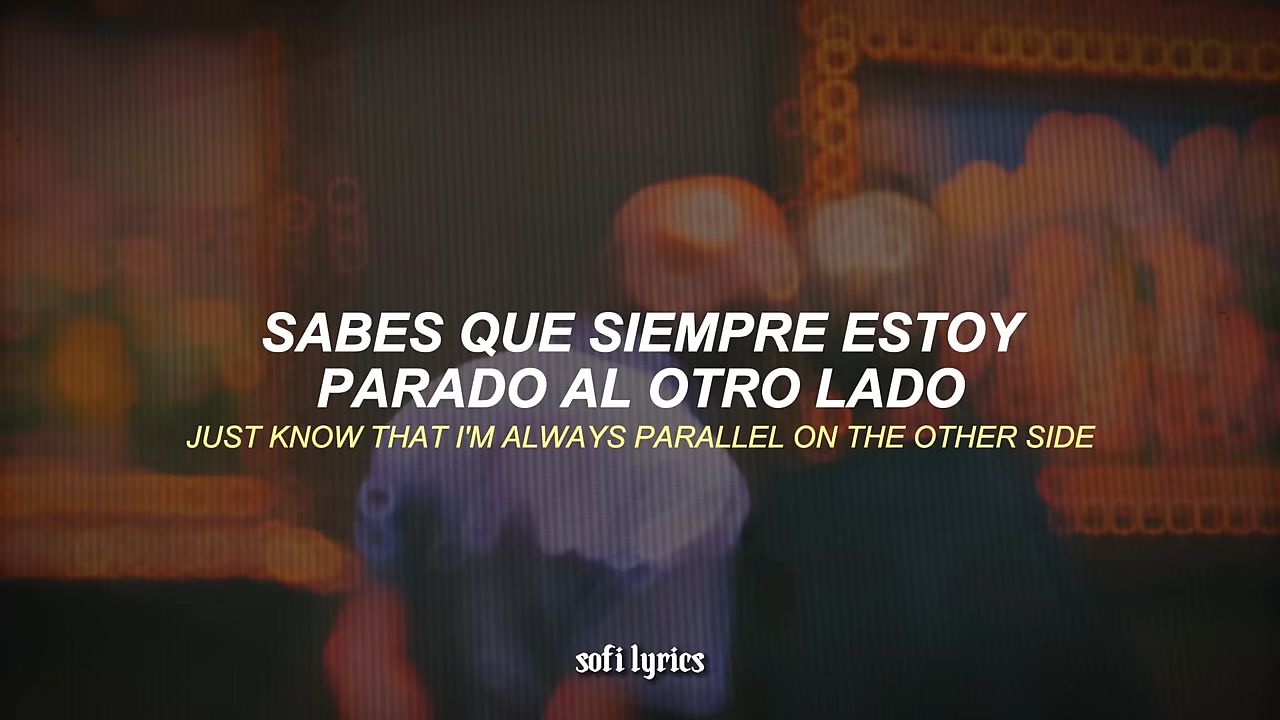 SABES QUE SIEMPRE ESTOY
PARADO AL OTRO LADO
JUST KNOW THAT I'M ALWAYS PARALLEL ON THE OTHER SIDE
sofi lyrics